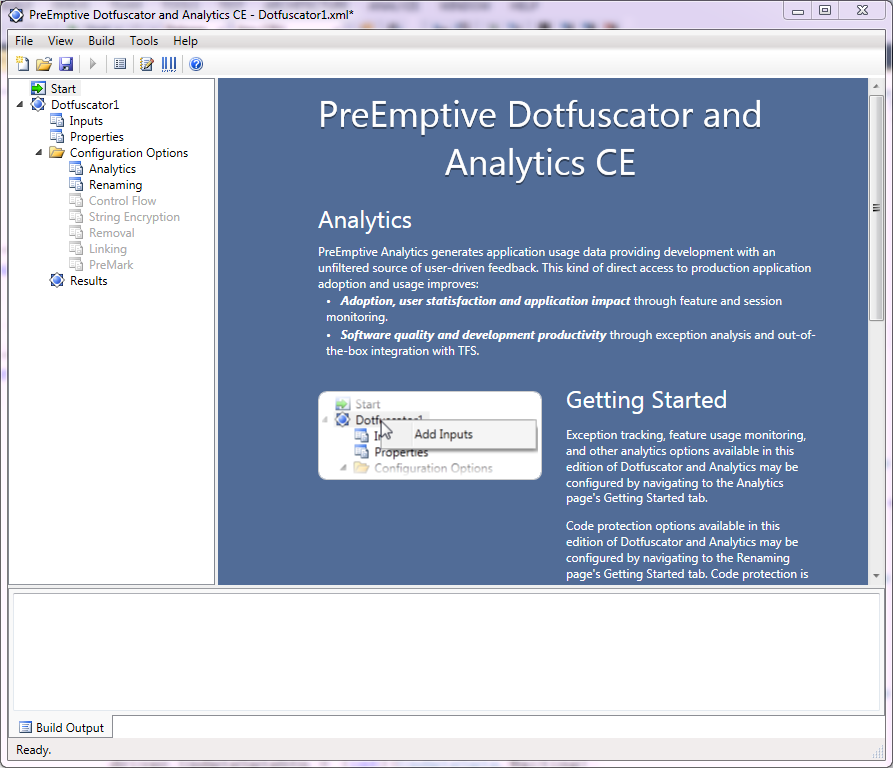 PreEmptive Dotfuscator and Analytics CE - Dotfuscator1.xml*
File View Build Tools Help
Start
Dotfuscator1
Inputs
Properties
Configuration Options
Analytics
Renaming
Control Flow
String Encryption
Removal
Linking
PreMark
Results
PreEmptive Dotfuscator and
Analytics CE
Analytics
PreEmptive Analytics generates application usage data providing development with an
unfiltered source of user-driven feedback. This kind of direct access to production application
adoption and usage improves:
• Adoption, user statisfaction and application impact through feature and session
monitoring.
• Software quality and development productivity through exception analysis and out-of-
the-box integration with TFS.
Start
Dotfuscator1
Add Inputs
Properties
Configuration Options
Getting Started
Exception tracking, feature usage monitoring,
and other analytics options available in this
edition of Dotfuscator and Analytics may be
configured by navigating to the Analytics
page's Getting Started tab.
Code protection options available in this
edition of Dotfuscator and Analytics may be
configured by navigating to the Renaming
page's Getting Started tab. Code protection is
Build Output
Ready.